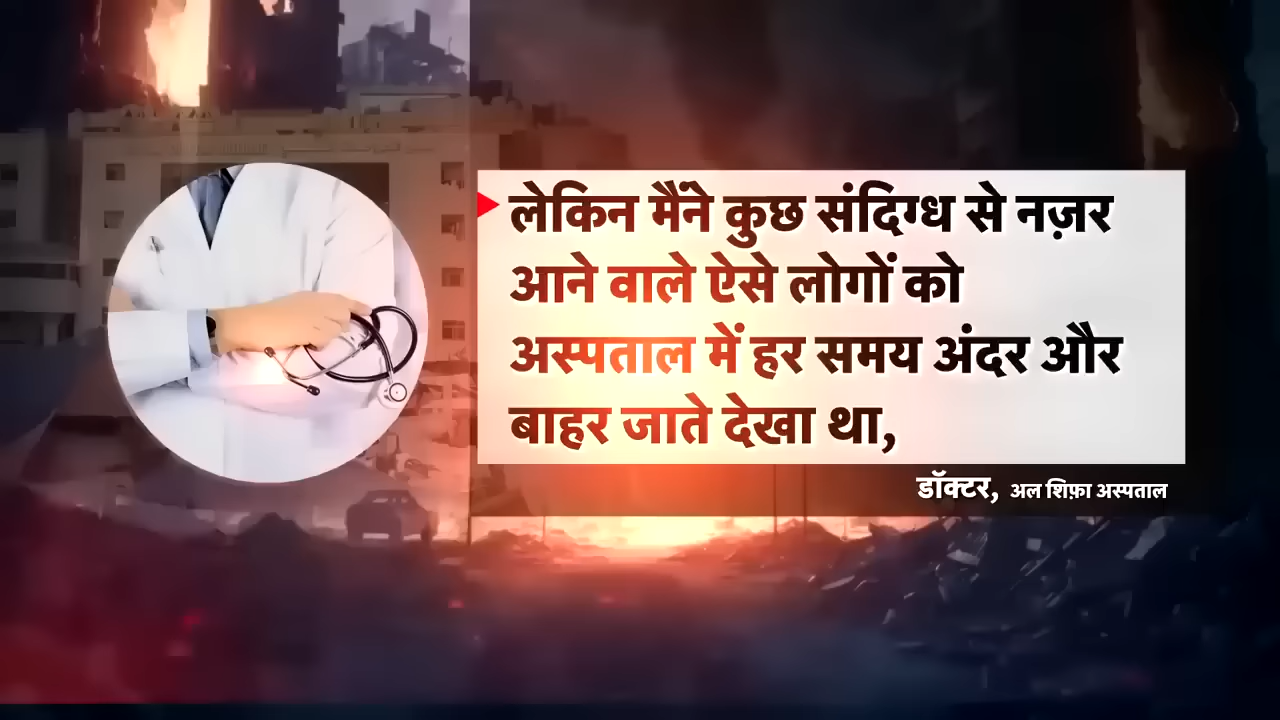 लेकिन मैंने कुछ संदिग्ध से नज़र
आने वाले ऐसे लोगों को
अस्पताल में हर समय अंदर और
बाहर जाते देखा था,
डॉक्टर, अल शिफ़ा अस्पताल